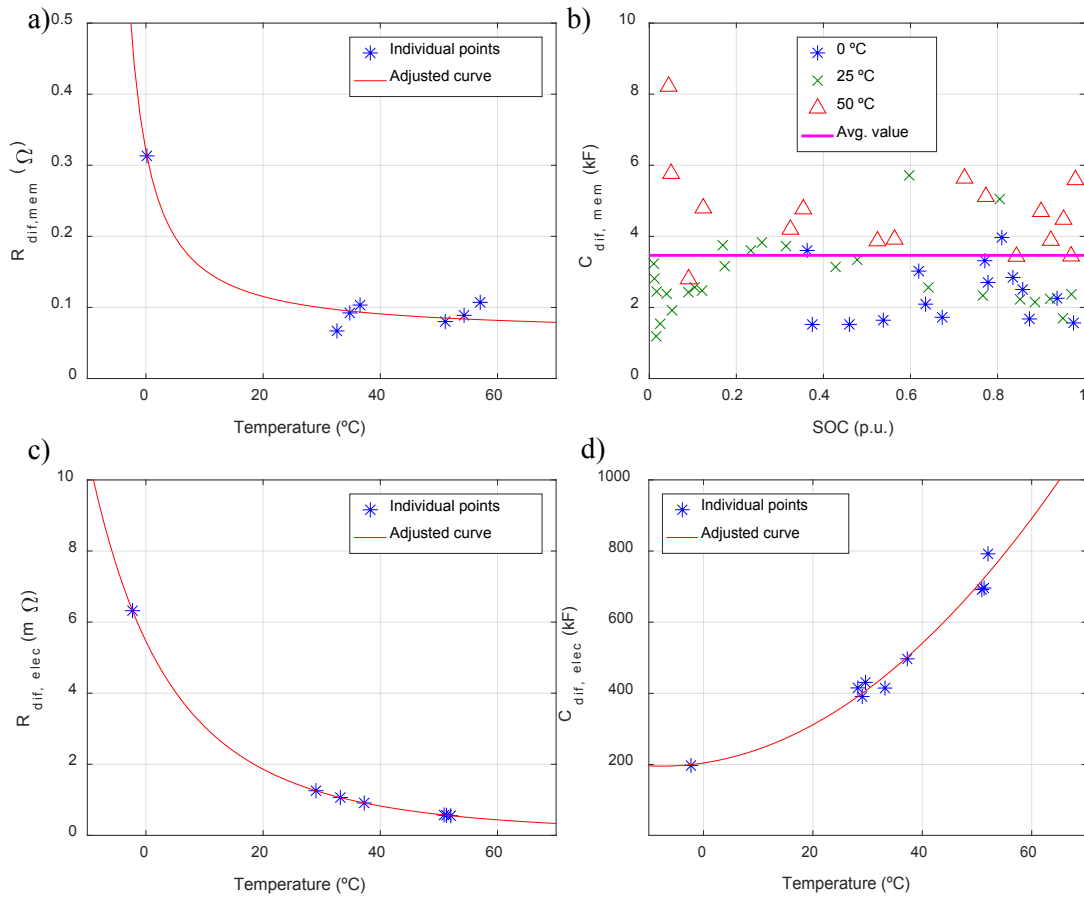 a)
0.5
0.4
0.3
0.2
0.1
0
0 20 40 60
R dif,mem (Ω)
Temperature (ºC)
Individual points
Adjusted curve
b)
10
8
6
4
2
0
0 0.2 0.4 0.6 0.8 1
C dif, mem (kF)
SOC (p.u.)
0 ºC
25 ºC
50 ºC
Avg. value
c)
10
8
6
4
2
0
0 20 40 60
R dif, elec (m Ω)
Temperature (ºC)
Individual points
Adjusted curve
d)
1000
800
600
400
200
0 20 40 60
C dif, elec (kF)
Temperature (ºC)
Individual points
Adjusted curve